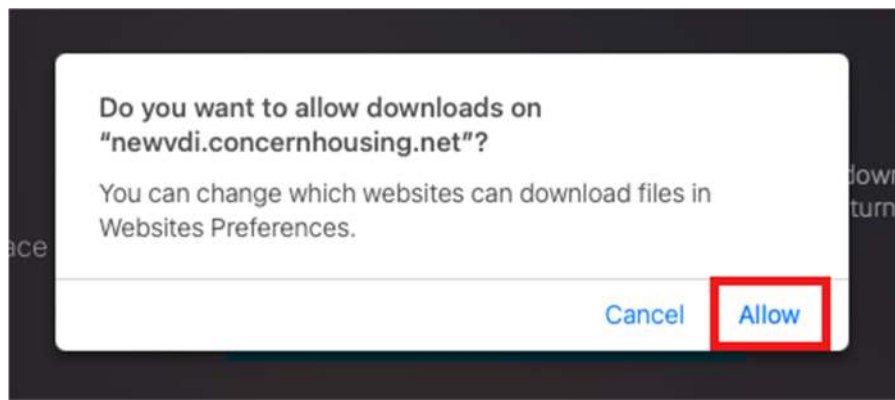 Do you want to allow downloads on
“newvdi.concernhousing.net”?
You can change which websites can download files in
Websites Preferences.
Cancel Allow